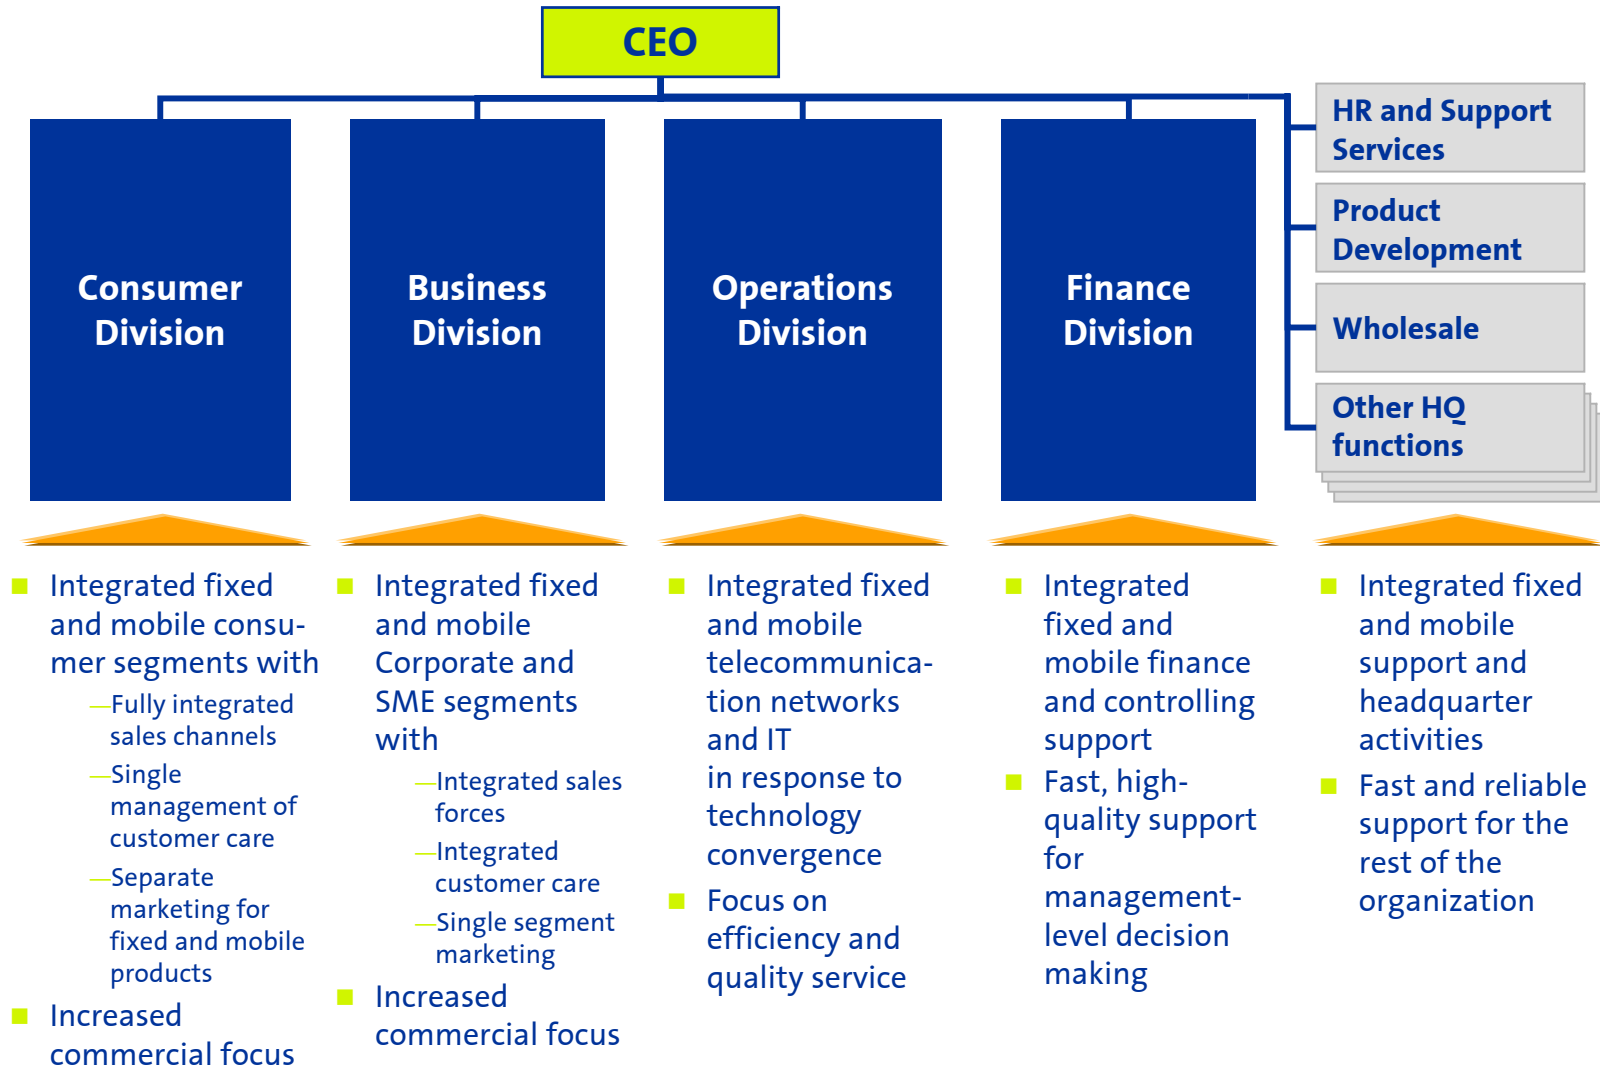 CEO
Consumer
Division
Business
Division
Operations
Division
Finance
Division
HR and Support
Services
Product
Development
Wholesale
Other HQ
functions
■ Integrated fixed
and mobile consu-
mer segments with
—Fully integrated
sales channels
—Single
management of
customer care
—Separate
marketing for
fixed and mobile
products
■ Increased
commercial focus
■ Integrated fixed
and mobile
Corporate and
SME segments
with
—Integrated sales
forces
—Integrated
customer care
—Single segment
marketing
■ Increased
commercial focus
■ Integrated fixed
and mobile
telecommunica-
tion networks
and IT
in response to
technology
convergence
■ Focus on
efficiency and
quality service
■ Integrated
fixed and
mobile finance
and controlling
support
■ Fast, high-
quality support
for
management-
level decision
making
■ Integrated fixed
and mobile
support and
headquarter
activities
■ Fast and reliable
support for the
rest of the
organization